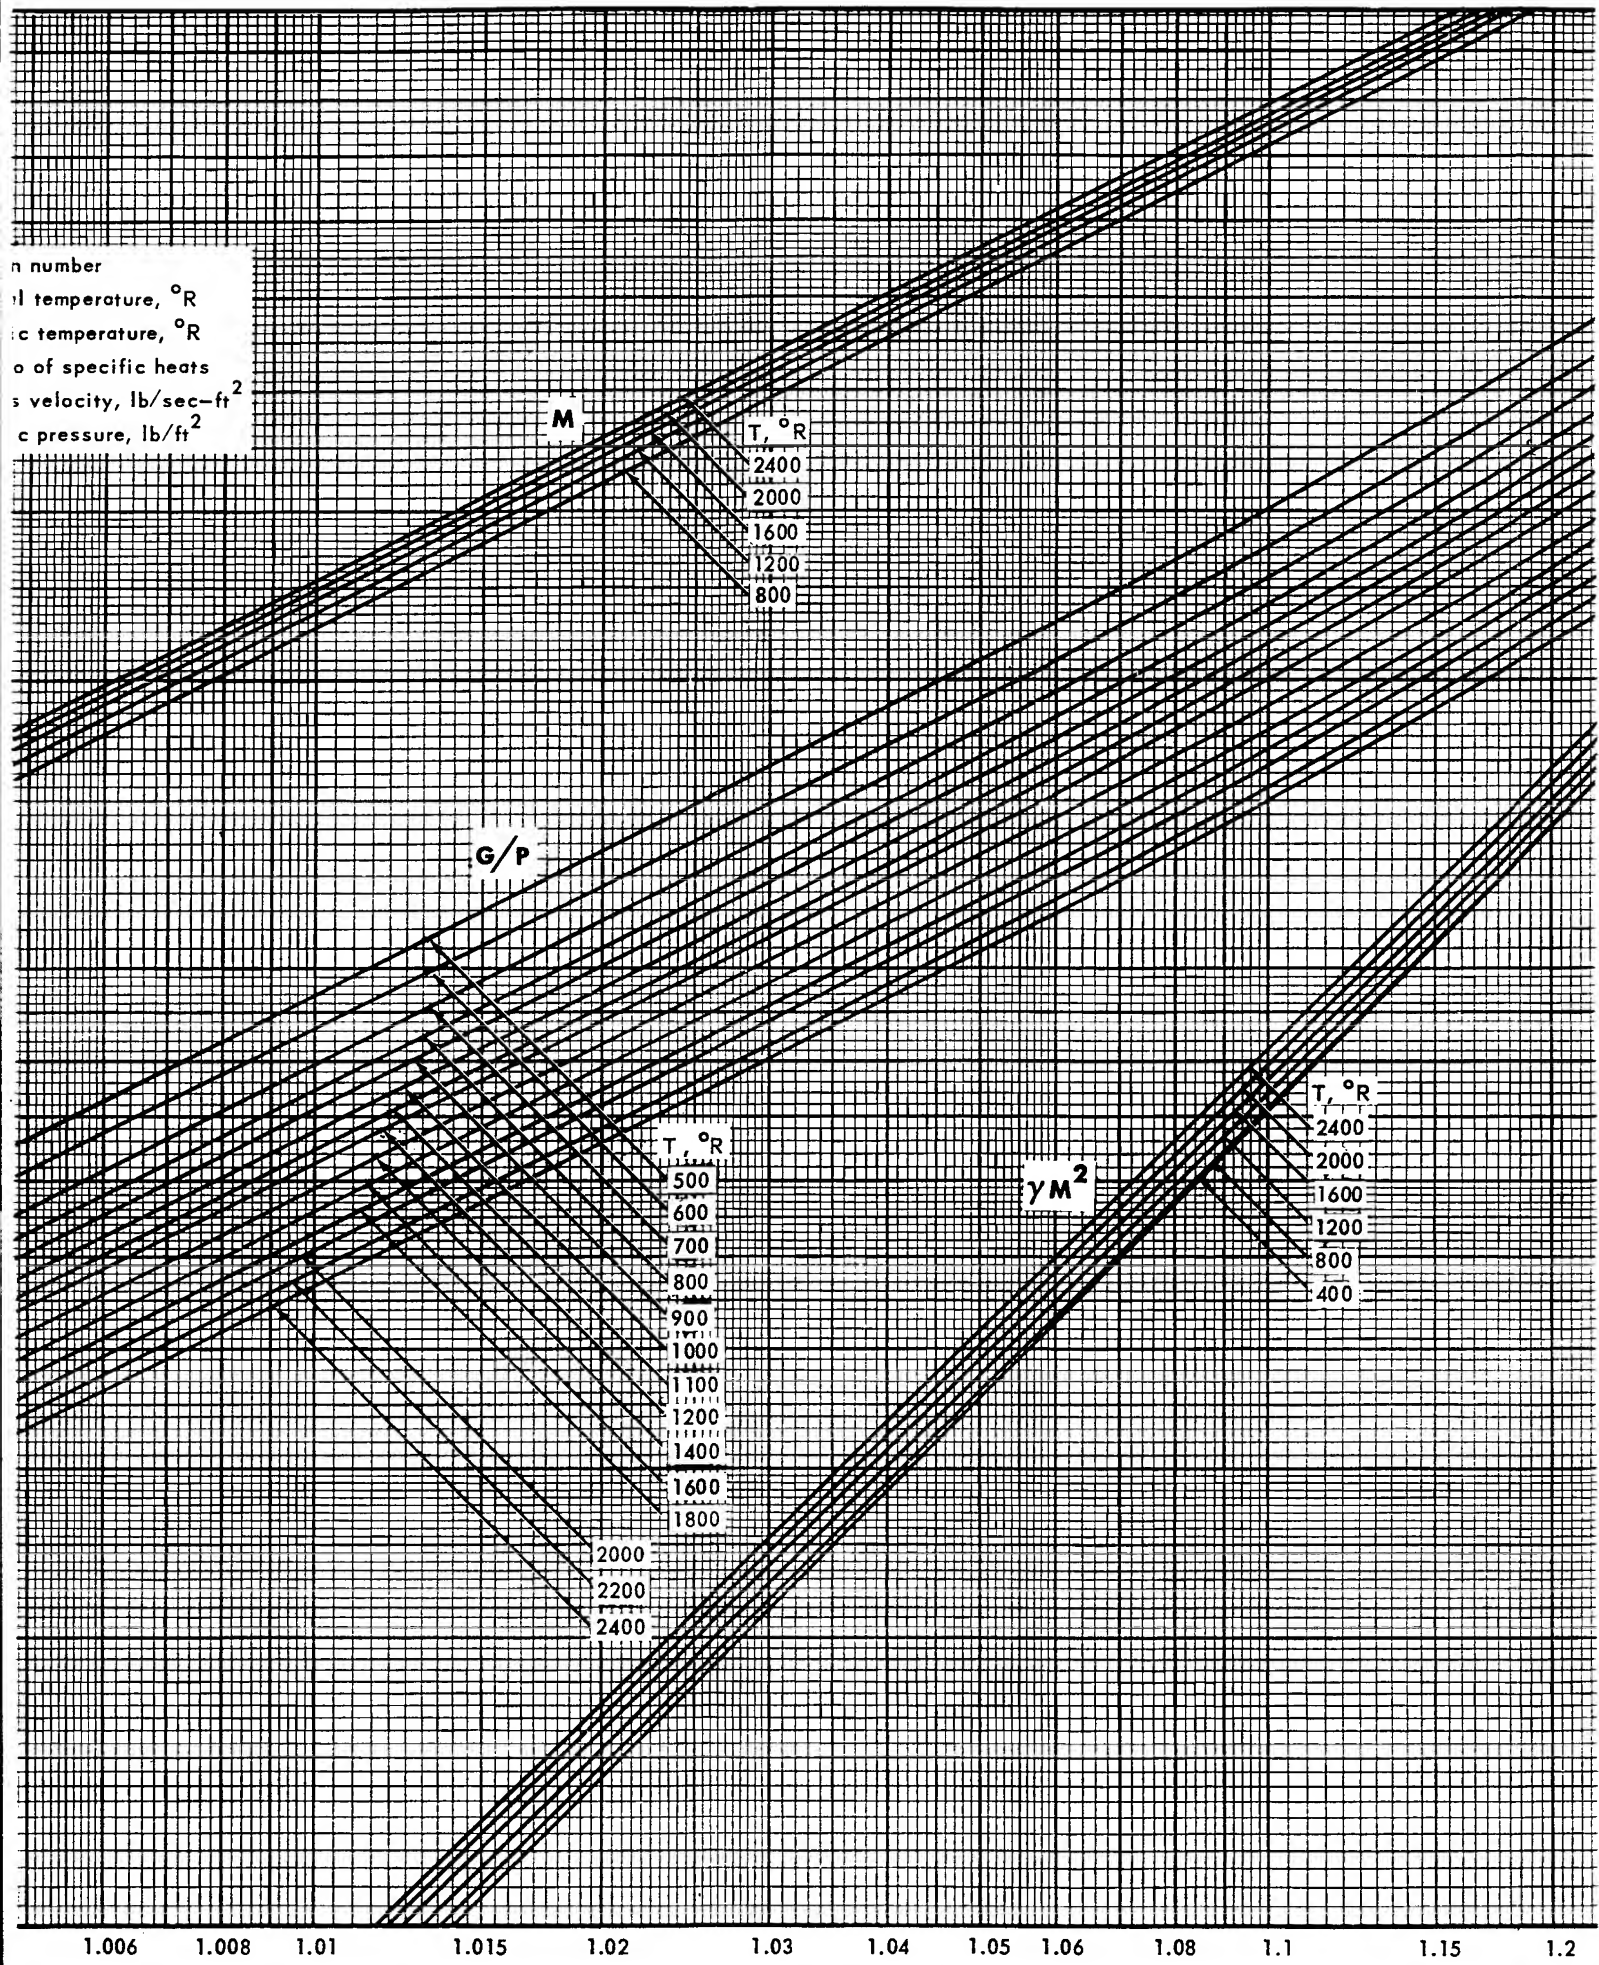 n number
al temperature, °R
ic temperature, °R
o of specific heats
s velocity, lb/sec–ft²
c pressure, lb/ft²
M
T, °R
2400
2000
1600
1200
800
G/P
T, °R
500
600
700
800
900
1000
1100
1200
1400
1600
1800
2000
2200
2400
γM²
T, °R
2400
2000
1600
1200
800
400
1.006 1.008 1.01 1.015 1.02 1.03 1.04 1.05 1.06 1.08 1.1 1.15 1.2